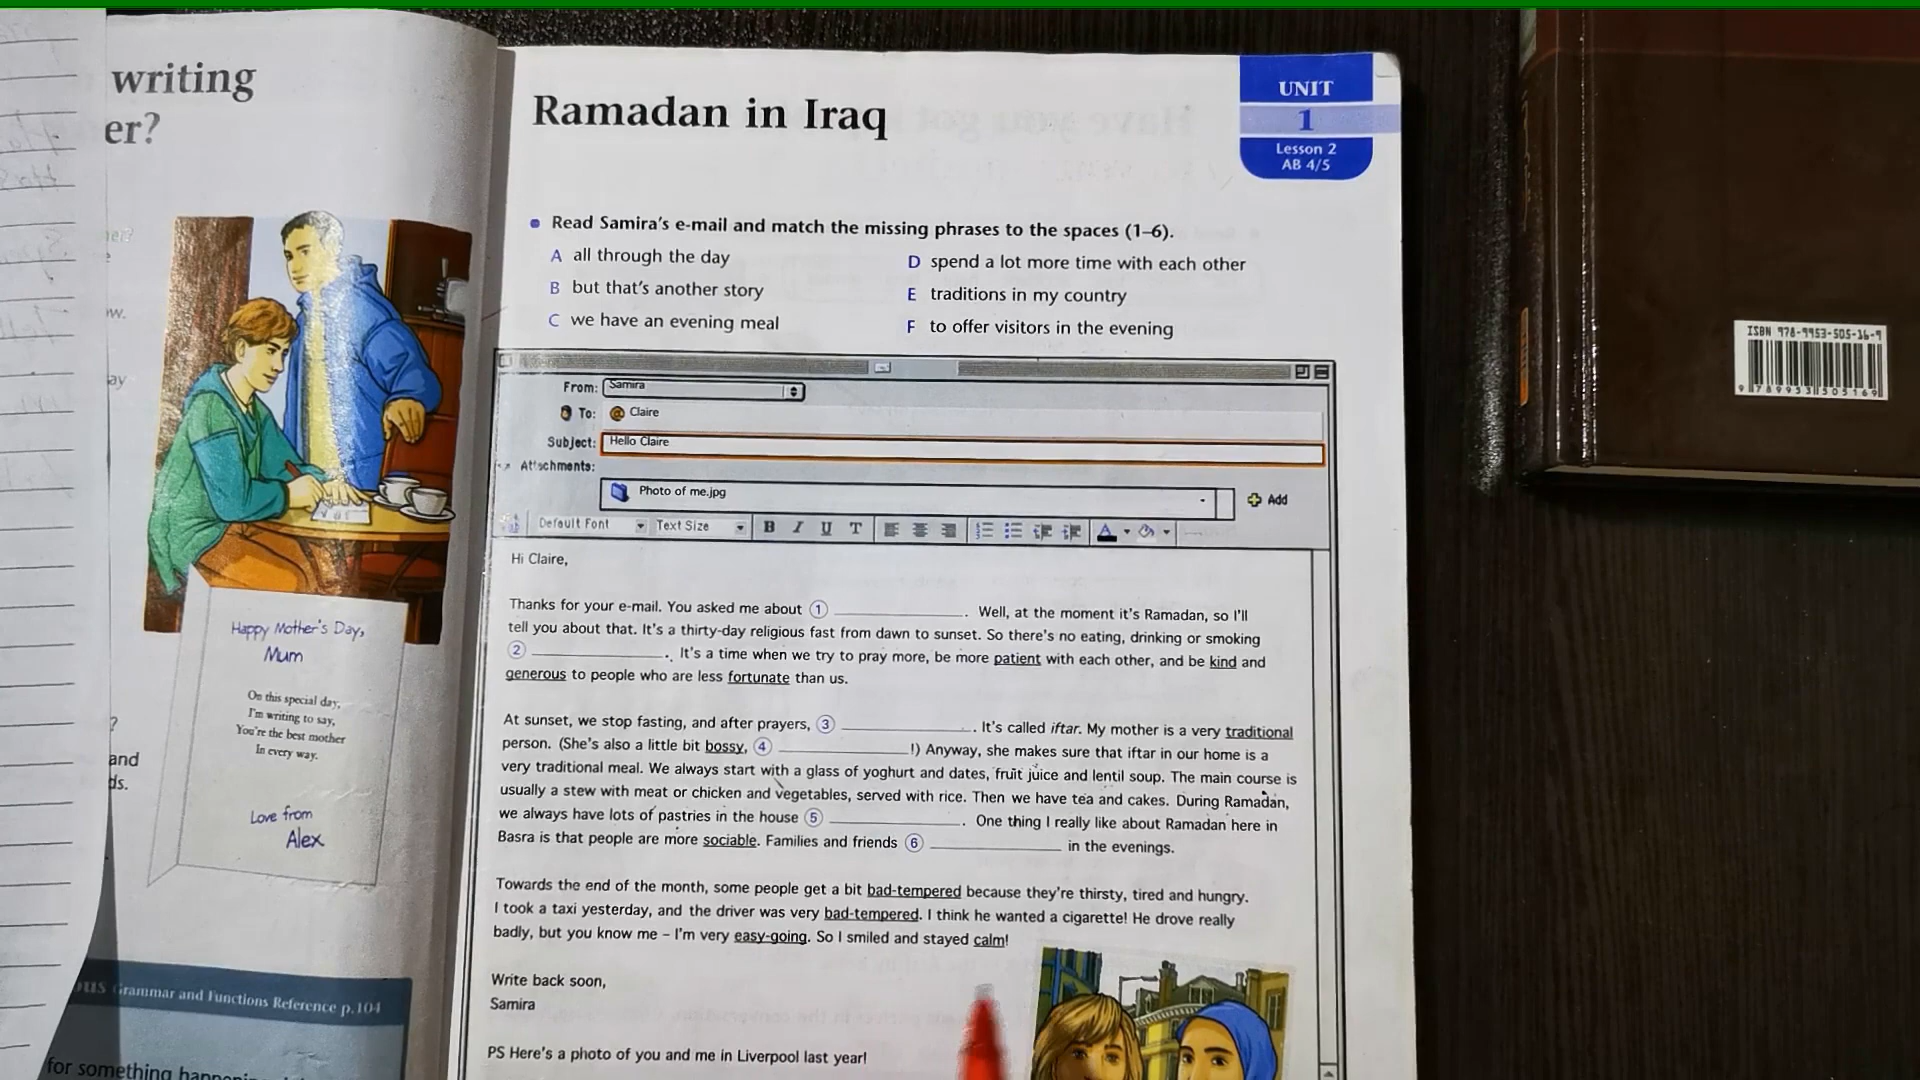 writing
er?
ner?
e
ow.
ay
Happy Mother's Day,
Mum
On this special day,
I'm writing to say,
You're the best mother
In every way.
Love from
Alex
?
and
ds.
Grammar and Functions Reference p.104
for something
Ramadan in Iraq
UNIT
1
Lesson 2
AB 4/5
Read Samira's e-mail and match the missing phrases to the spaces (1–6).
A all through the day
B but that's another story
C we have an evening meal
D spend a lot more time with each other
E traditions in my country
F to offer visitors in the evening
From: Samira
To: @ Claire
Subject: Hello Claire
Attachments:
Photo of me.jpg
Add
Default Font Text Size B I U T A
Hi Claire,
Thanks for your e-mail. You asked me about 1 ____________. Well, at the moment it's Ramadan, so I'll
tell you about that. It's a thirty-day religious fast from dawn to sunset. So there's no eating, drinking or smoking
2 ____________. It's a time when we try to pray more, be more patient with each other, and be kind and
generous to people who are less fortunate than us.
At sunset, we stop fasting, and after prayers, 3 ____________. It's called iftar. My mother is a very traditional
person. (She's also a little bit bossy, 4 ____________!) Anyway, she makes sure that iftar in our home is a
very traditional meal. We always start with a glass of yoghurt and dates, fruit juice and lentil soup. The main course is
usually a stew with meat or chicken and vegetables, served with rice. Then we have tea and cakes. During Ramadan,
we always have lots of pastries in the house 5 ____________. One thing I really like about Ramadan here in
Basra is that people are more sociable. Families and friends 6 ____________ in the evenings.
Towards the end of the month, some people get a bit bad-tempered because they're thirsty, tired and hungry.
I took a taxi yesterday, and the driver was very bad-tempered. I think he wanted a cigarette! He drove really
badly, but you know me – I'm very easy-going. So I smiled and stayed calm!
Write back soon,
Samira
PS Here's a photo of you and me in Liverpool last year!
ISBN 978-9953-505-16-9
9 789953 505169